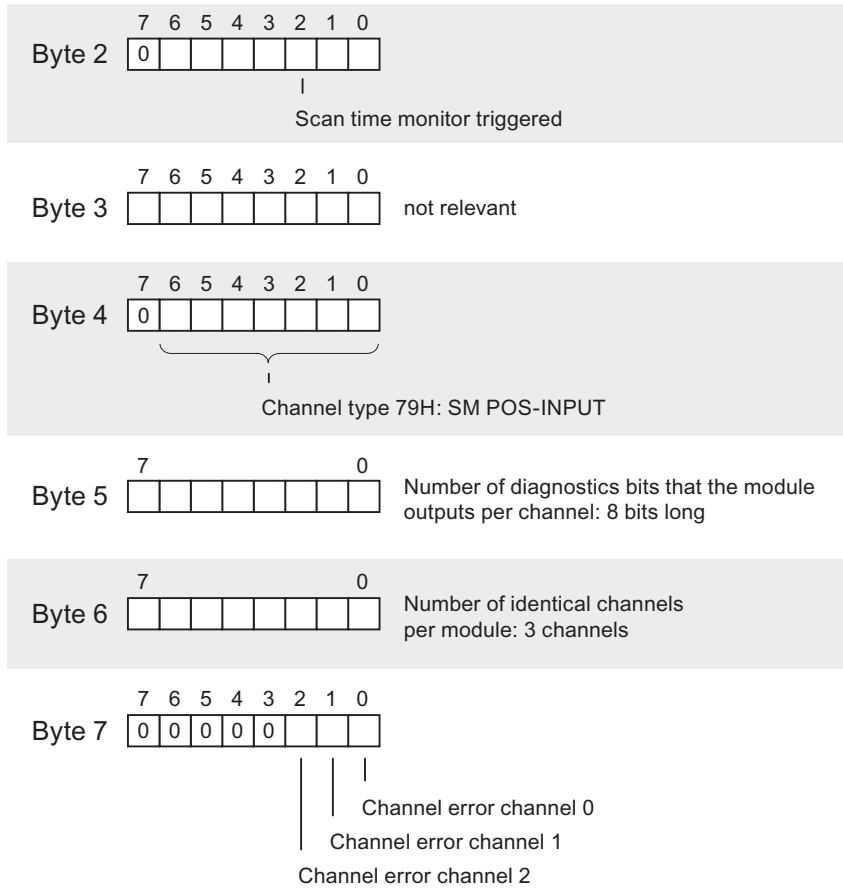 7 6 5 4 3 2 1 0
Byte 2 0
Scan time monitor triggered
7 6 5 4 3 2 1 0
Byte 3 not relevant
7 6 5 4 3 2 1 0
Byte 4 0
Channel type 79H: SM POS-INPUT
7 0
Byte 5
Number of diagnostics bits that the module
outputs per channel: 8 bits long
7 0
Byte 6
Number of identical channels
per module: 3 channels
7 6 5 4 3 2 1 0
Byte 7 0 0 0 0 0
Channel error channel 0
Channel error channel 1
Channel error channel 2